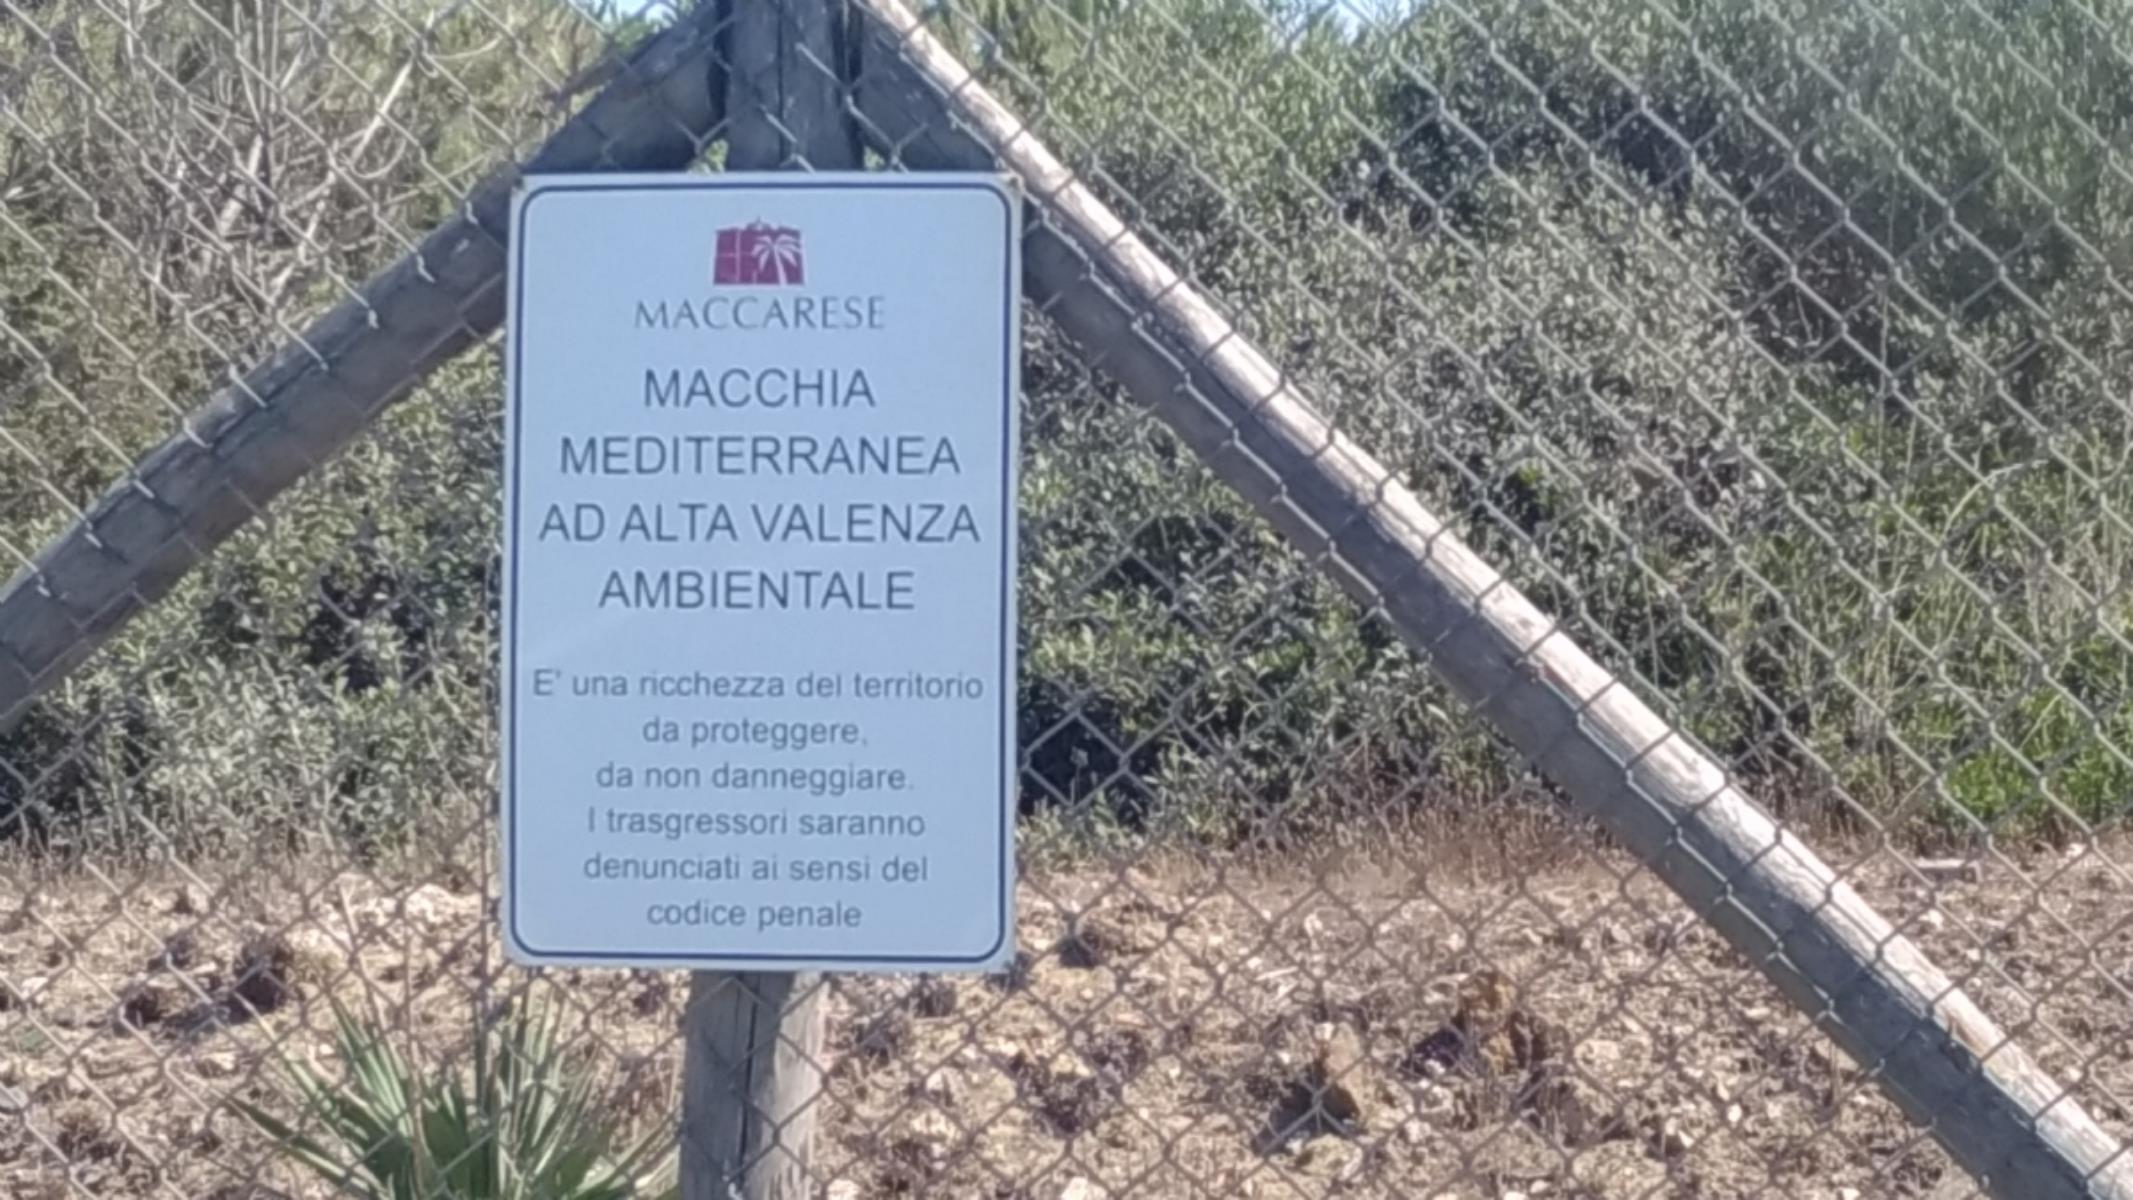 MACCARESE
MACCHIA
MEDITERRANEA
AD ALTA VALENZA
AMBIENTALE
E' una ricchezza del territorio
da proteggere,
da non danneggiare.
I trasgressori saranno
denunciati ai sensi del
codice penale